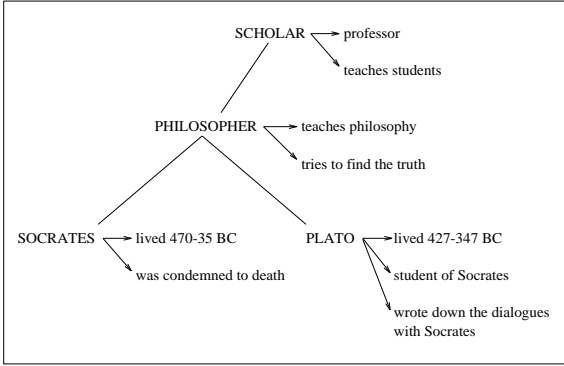 SCHOLAR professor
teaches students
PHILOSOPHER teaches philosophy
tries to find the truth
SOCRATES lived 470-35 BC
was condemned to death
PLATO lived 427-347 BC
student of Socrates
wrote down the dialogues
with Socrates